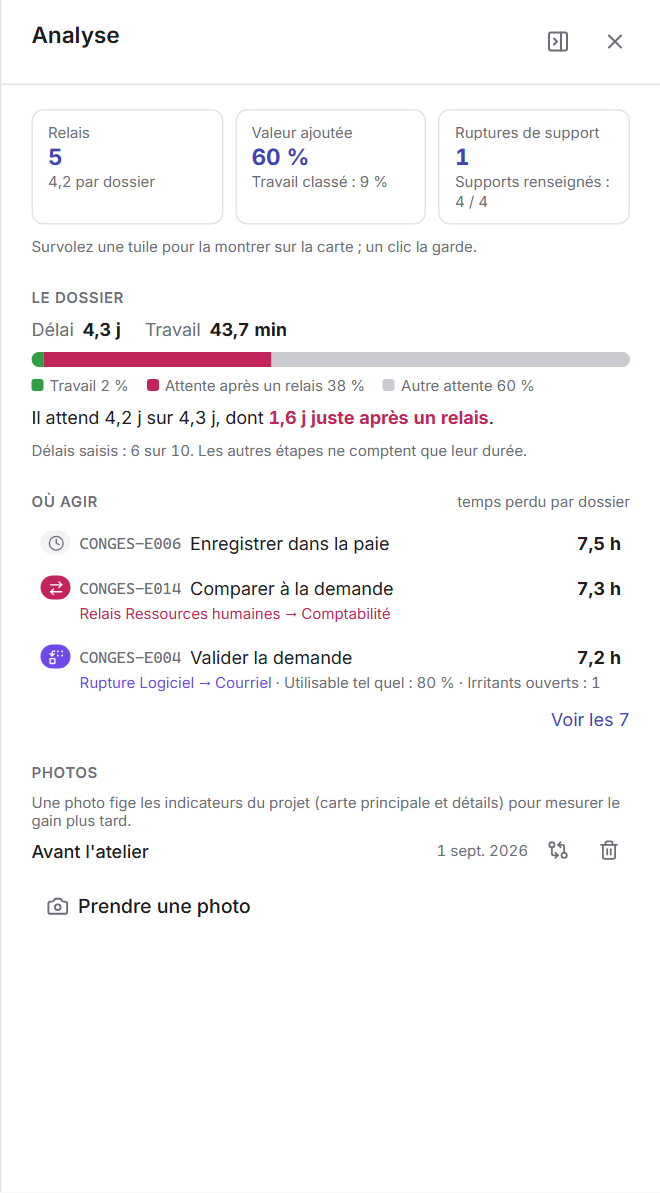 Analyse
Relais
5
4,2 par dossier
Valeur ajoutée
60 %
Travail classé : 9 %
Ruptures de support
1
Supports renseignés :
4 / 4
Survolez une tuile pour la montrer sur la carte ; un clic la garde.
LE DOSSIER
Délai 4,3 j Travail 43,7 min
Travail 2 % Attente après un relais 38 % Autre attente 60 %
Il attend 4,2 j sur 4,3 j, dont 1,6 j juste après un relais.
Délais saisis : 6 sur 10. Les autres étapes ne comptent que leur durée.
OÙ AGIR temps perdu par dossier
CONGES-E006 Enregistrer dans la paie 7,5 h
CONGES-E014 Comparer à la demande 7,3 h
Relais Ressources humaines → Comptabilité
CONGES-E004 Valider la demande 7,2 h
Rupture Logiciel → Courriel · Utilisable tel quel : 80 % · Irritants ouverts : 1
Voir les 7
PHOTOS
Une photo fige les indicateurs du projet (carte principale et détails) pour mesurer le
gain plus tard.
Avant l'atelier 1 sept. 2026
Prendre une photo